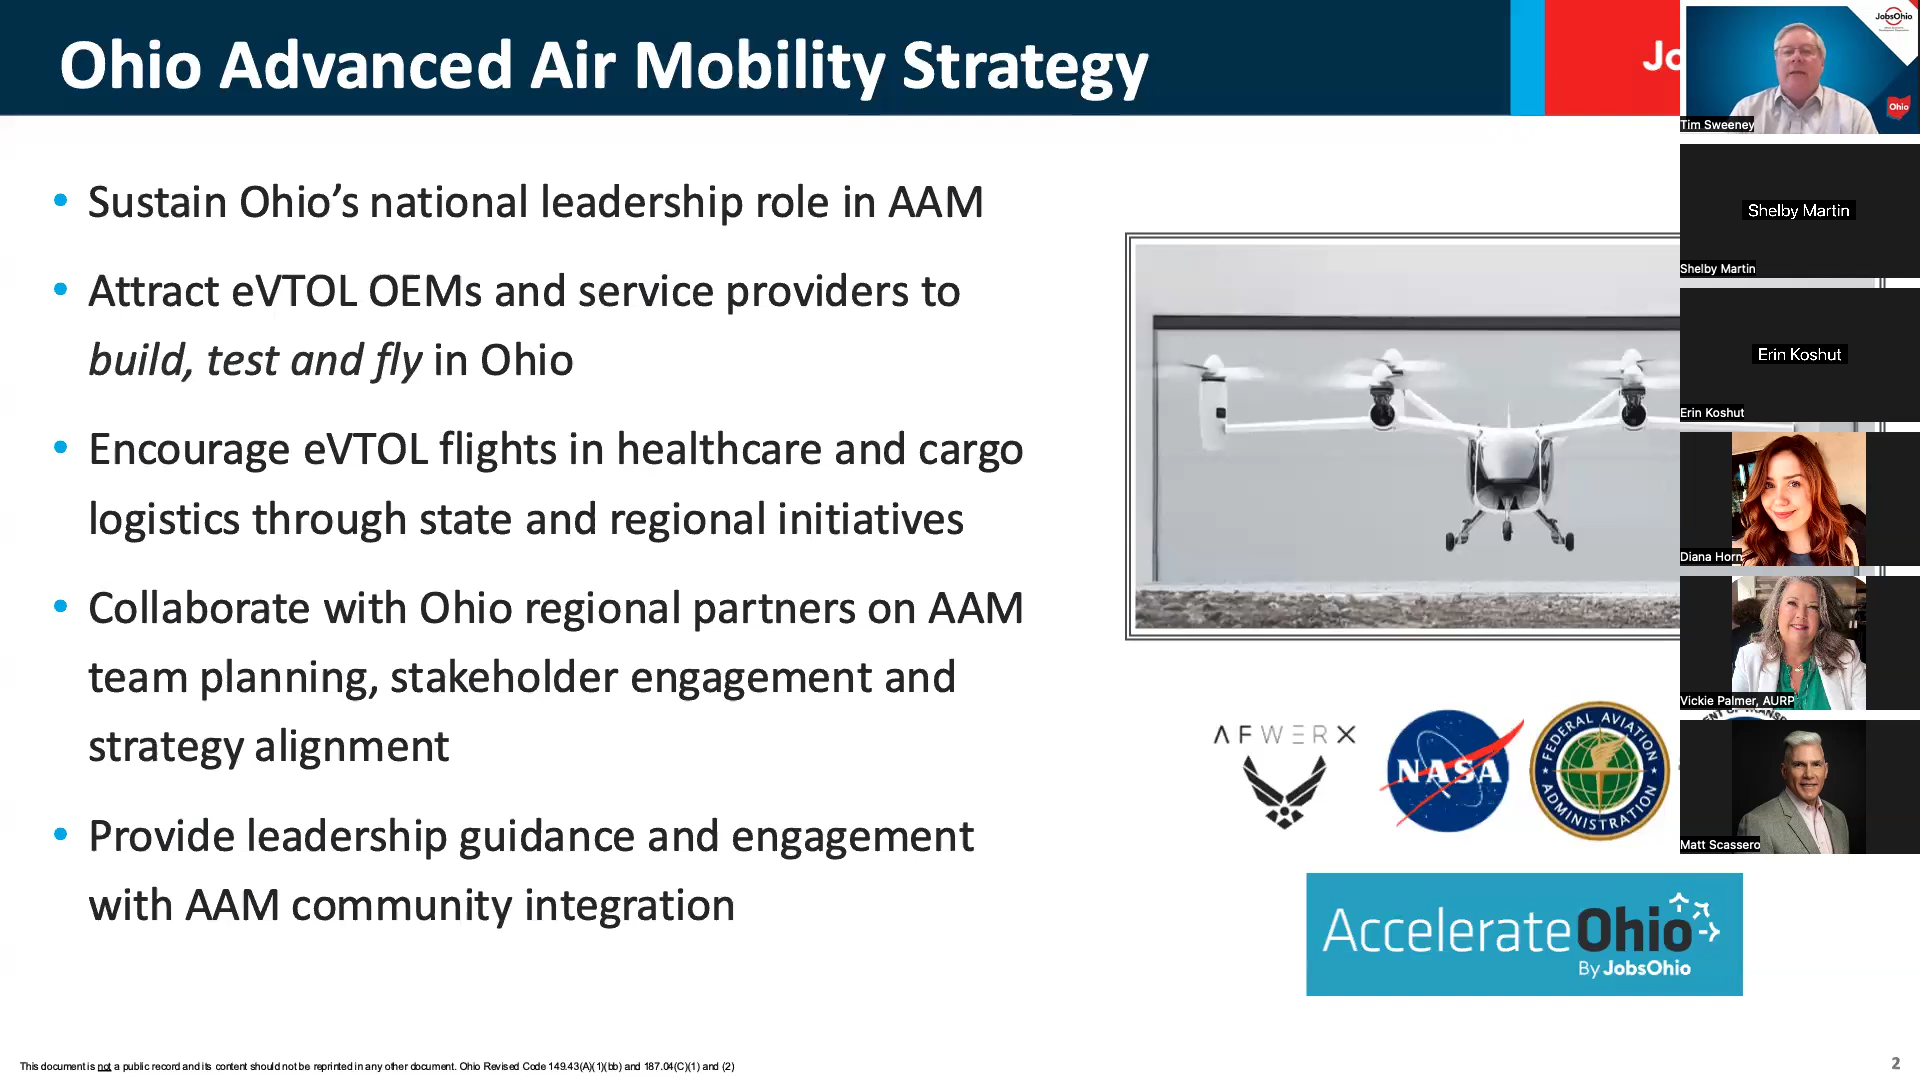 Ohio Advanced Air Mobility Strategy
Jo
JobsOhio
Ohio
Tim Sweeney
• Sustain Ohio’s national leadership role in AAM
• Attract eVTOL OEMs and service providers to
build, test and fly in Ohio
• Encourage eVTOL flights in healthcare and cargo
logistics through state and regional initiatives
• Collaborate with Ohio regional partners on AAM
team planning, stakeholder engagement and
strategy alignment
• Provide leadership guidance and engagement
with AAM community integration
Shelby Martin
Shelby Martin
Erin Koshut
Erin Koshut
Diana Horn
Vickie Palmer, AURP
Matt Scassero
AFWERX
NASA
FEDERAL AVIATION
ADMINISTRATION
AccelerateOhio
By JobsOhio
This document is not a public record and its content should not be reprinted in any other document. Ohio Revised Code 149.43(A)(1)(bb) and 187.04(C)(1) and (2)
2